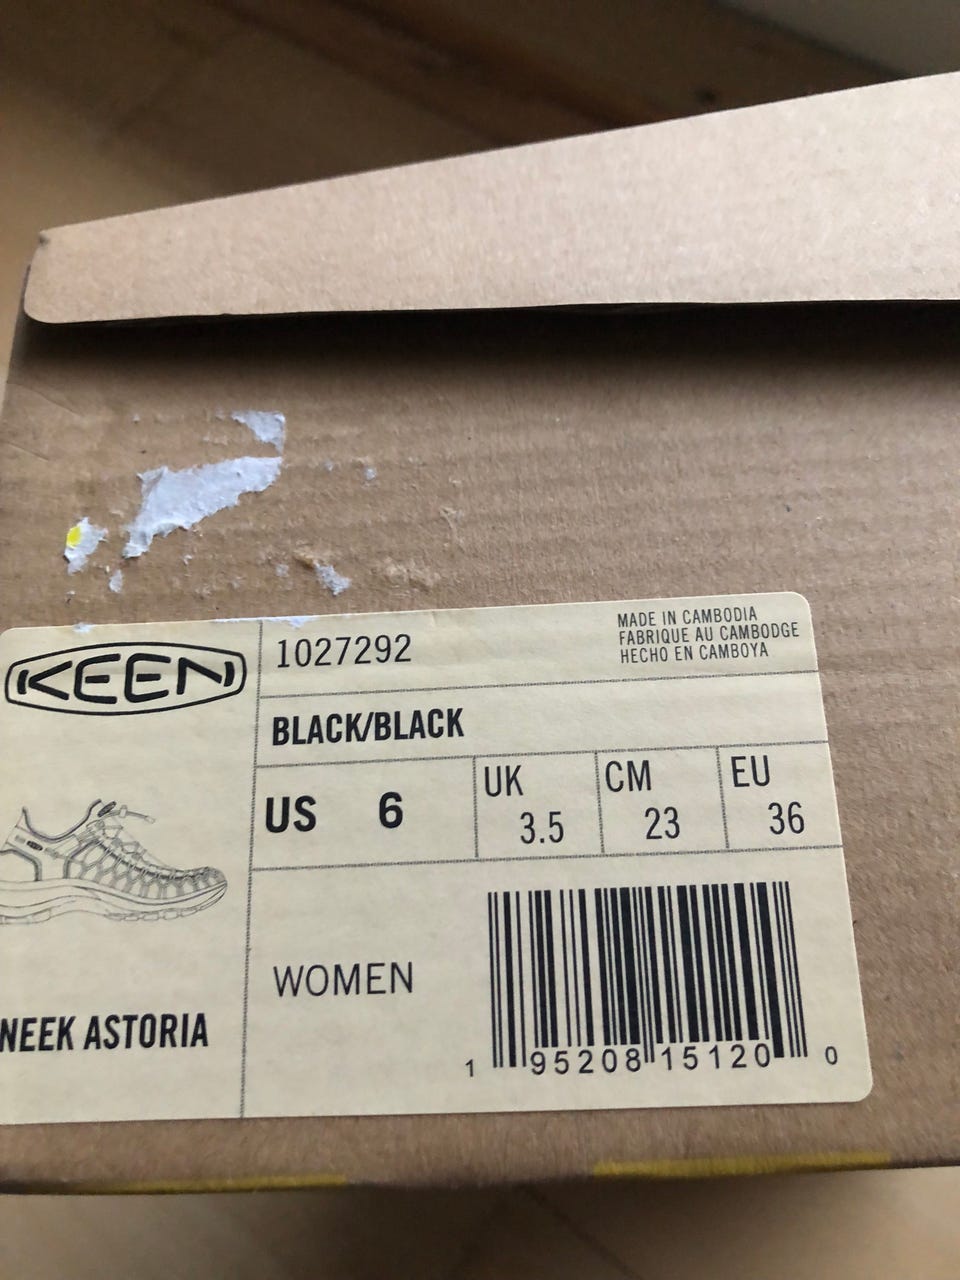 KEEN
1027292
MADE IN CAMBODIA
FABRIQUE AU CAMBODGE
HECHO EN CAMBOYA
BLACK/BLACK
US 6
UK 3.5
CM 23
EU 36
WOMEN
NEEK ASTORIA
1 95208 15120 0